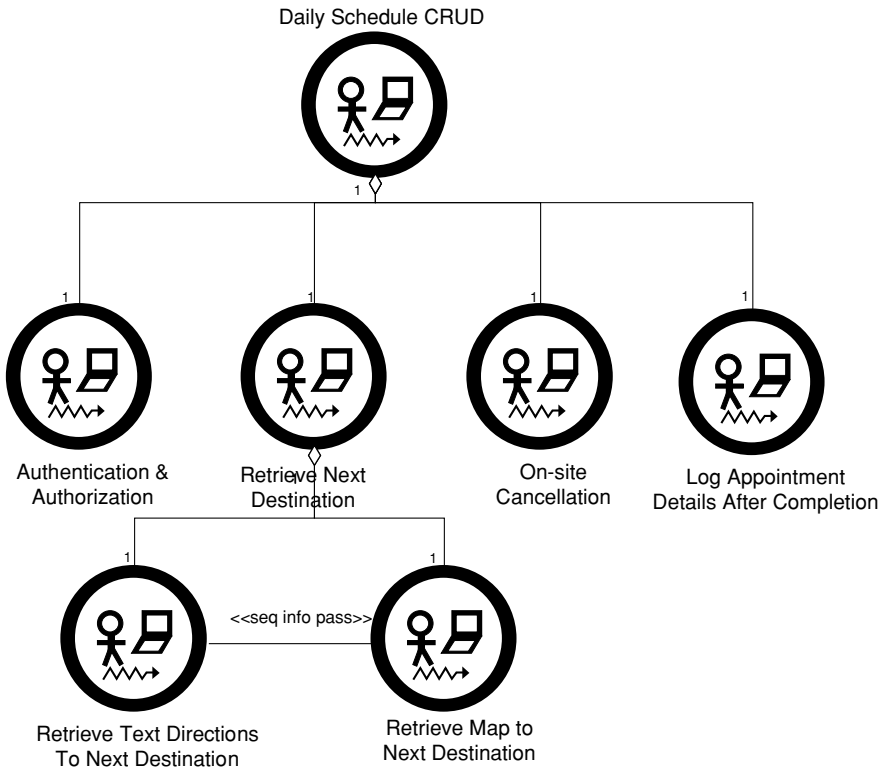 Daily Schedule CRUD
1
1
1
1
1
Authentication &
Authorization
Retrieve Next
Destination
1
On-site
Cancellation
Log Appointment
Details After Completion
1
1
<<seq info pass>>
Retrieve Text Directions
To Next Destination
Retrieve Map to
Next Destination